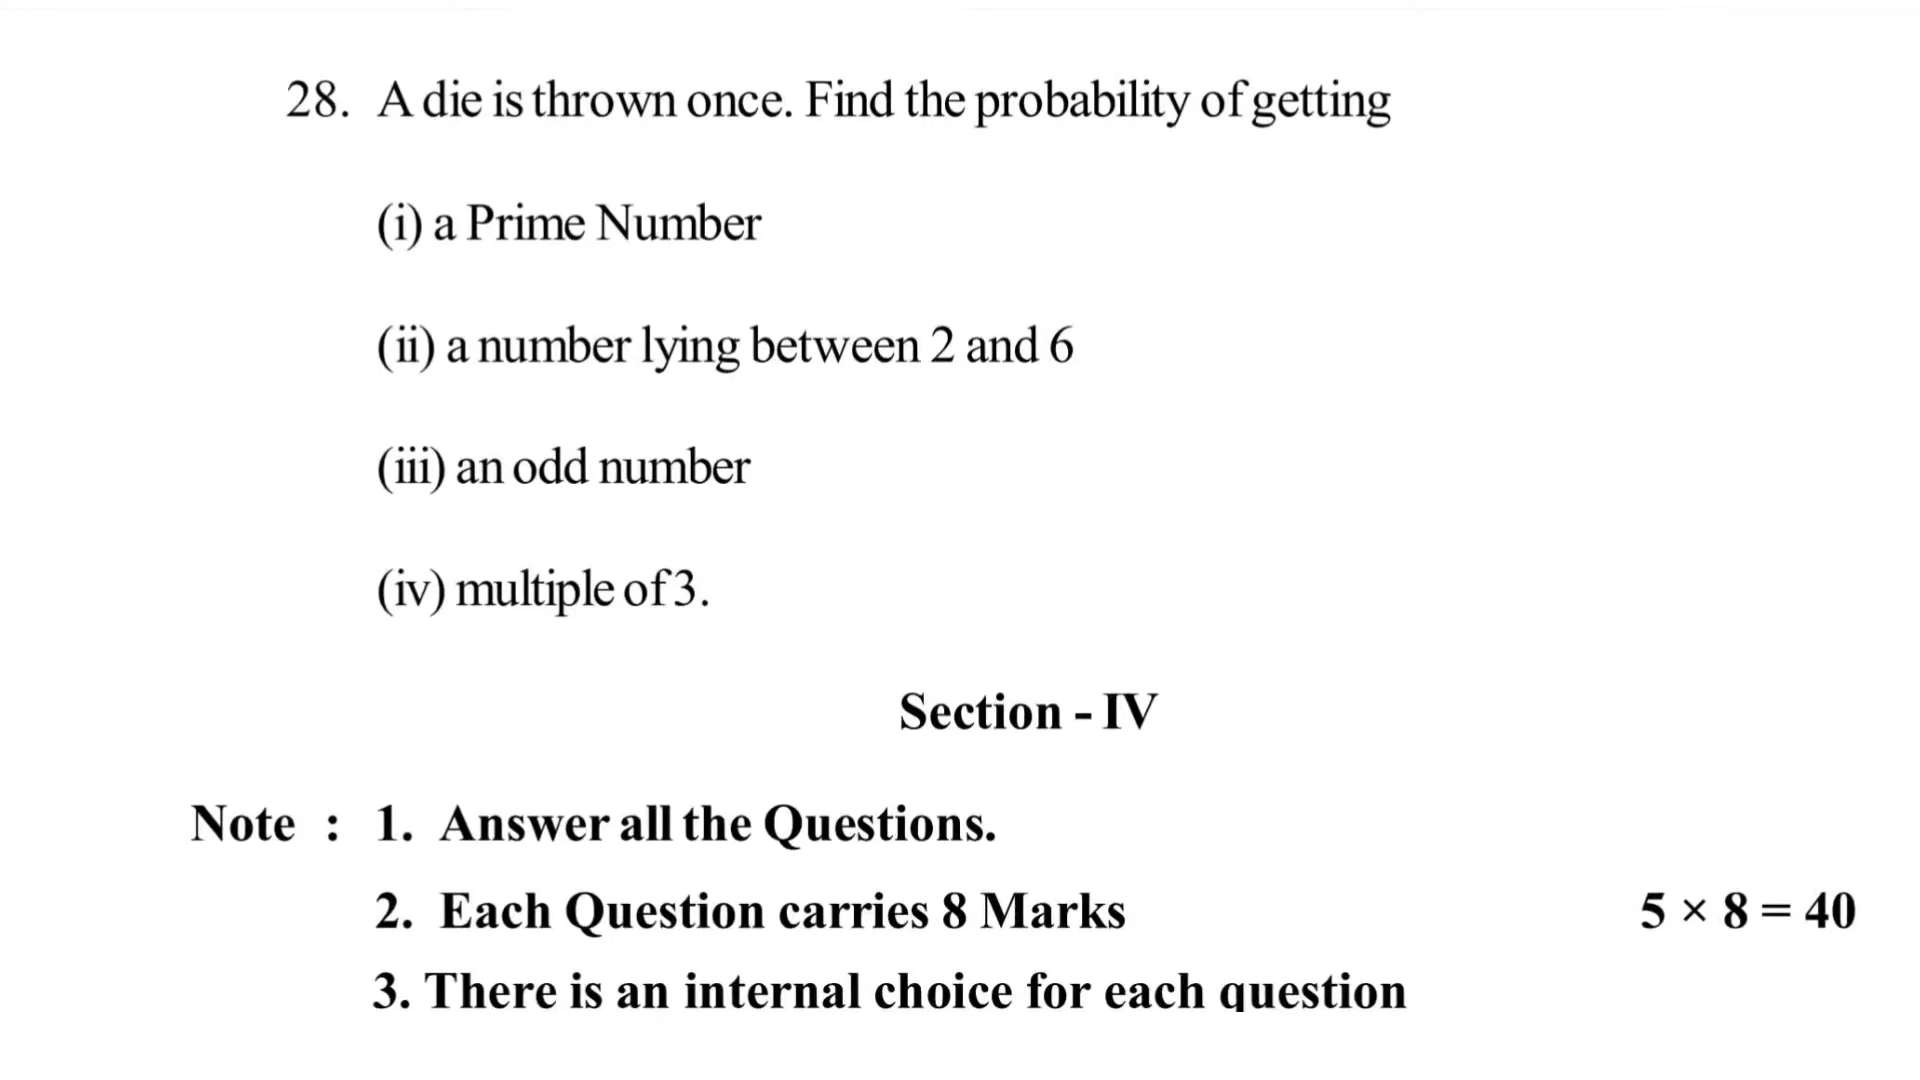 28. A die is thrown once. Find the probability of getting
(i) a Prime Number
(ii) a number lying between 2 and 6
(iii) an odd number
(iv) multiple of 3.
Section - IV
Note : 1. Answer all the Questions.
2. Each Question carries 8 Marks 5 × 8 = 40
3. There is an internal choice for each question